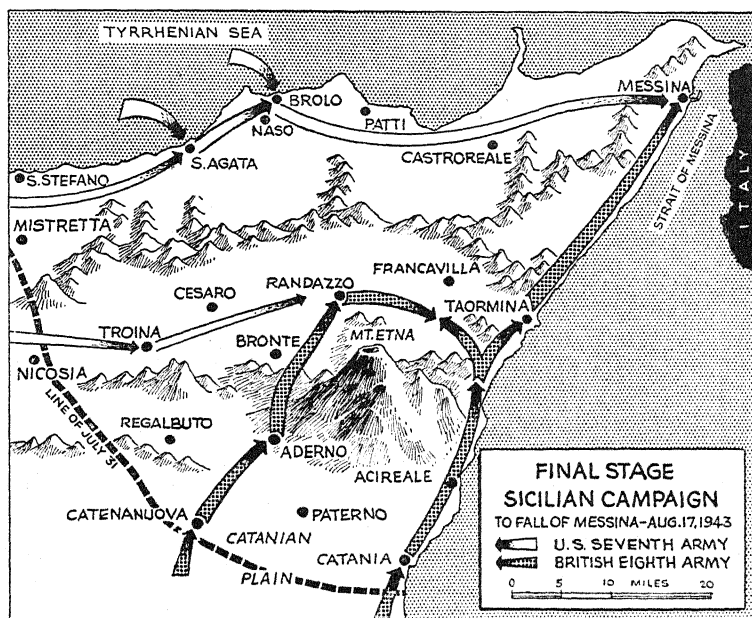 TYRRHENIAN SEA
BROLO
MESSINA
NASO
PATTI
S. AGATA
CASTROREALE
S. STEFANO
STRAIT OF MESSINA
ITALY
MISTRETTA
FRANCAVILLA
RANDAZZO
CESARO
TAORMINA
TROINA
MT. ETNA
BRONTE
NICOSIA
LINE OF JULY 31
REGALBUTO
ADERNO
ACIREALE
CATENANUOVA
PATERNO
CATANIAN
PLAIN
CATANIA
FINAL STAGE
SICILIAN CAMPAIGN
TO FALL OF MESSINA-AUG. 17, 1943
U.S. SEVENTH ARMY
BRITISH EIGHTH ARMY
0 5 10 MILES 20